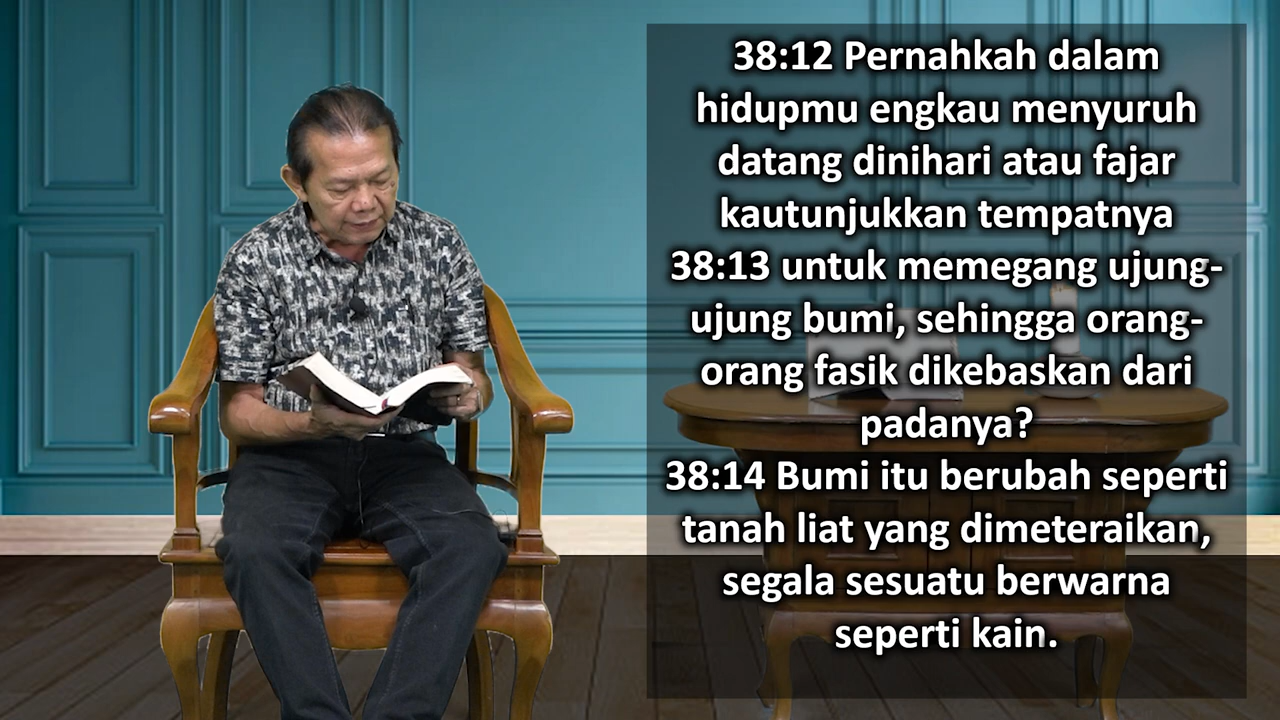 38:12 Pernahkah dalam
hidupmu engkau menyuruh
datang dinihari atau fajar
kautunjukkan tempatnya
38:13 untuk memegang ujung-
ujung bumi, sehingga orang-
orang fasik dikebaskan dari
padanya?
38:14 Bumi itu berubah seperti
tanah liat yang dimeteraikan,
segala sesuatu berwarna
seperti kain.